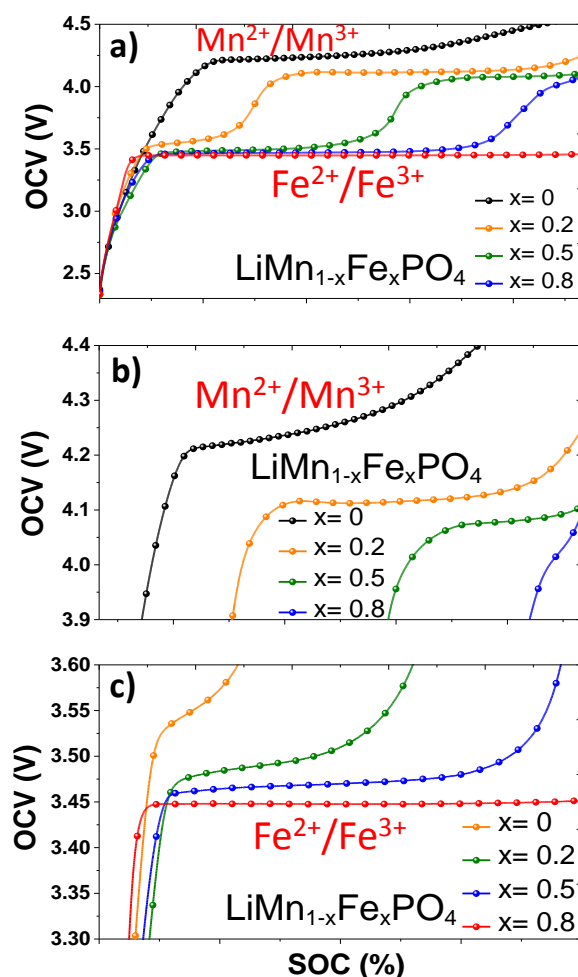 a)
Mn2+/Mn3+
4.5
4.0
3.5
3.0
2.5
OCV (V)
Fe2+/Fe3+
LiMn1-xFexPO4
x= 0
x= 0.2
x= 0.5
x= 0.8
b)
Mn2+/Mn3+
4.4
4.3
4.2
4.1
4.0
3.9
OCV (V)
LiMn1-xFexPO4
x= 0
x= 0.2
x= 0.5
x= 0.8
c)
3.60
3.55
3.50
3.45
3.40
3.35
3.30
OCV (V)
Fe2+/Fe3+
LiMn1-xFexPO4
x= 0
x= 0.2
x= 0.5
x= 0.8
SOC (%)